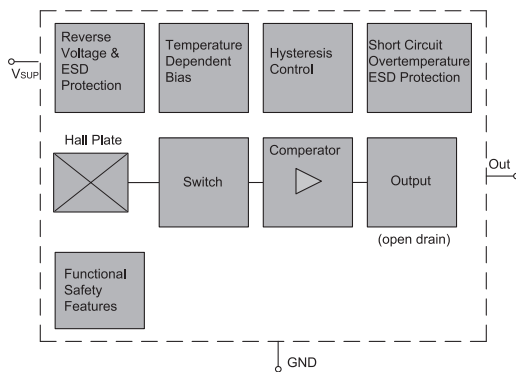 Reverse
Voltage &
ESD
Protection
Temperature
Dependent
Bias
Hysteresis
Control
Short Circuit
Overtemperature
ESD Protection
VSUP
Hall Plate
Switch
Comperator
Output
Out
(open drain)
Functional
Safety
Features
GND